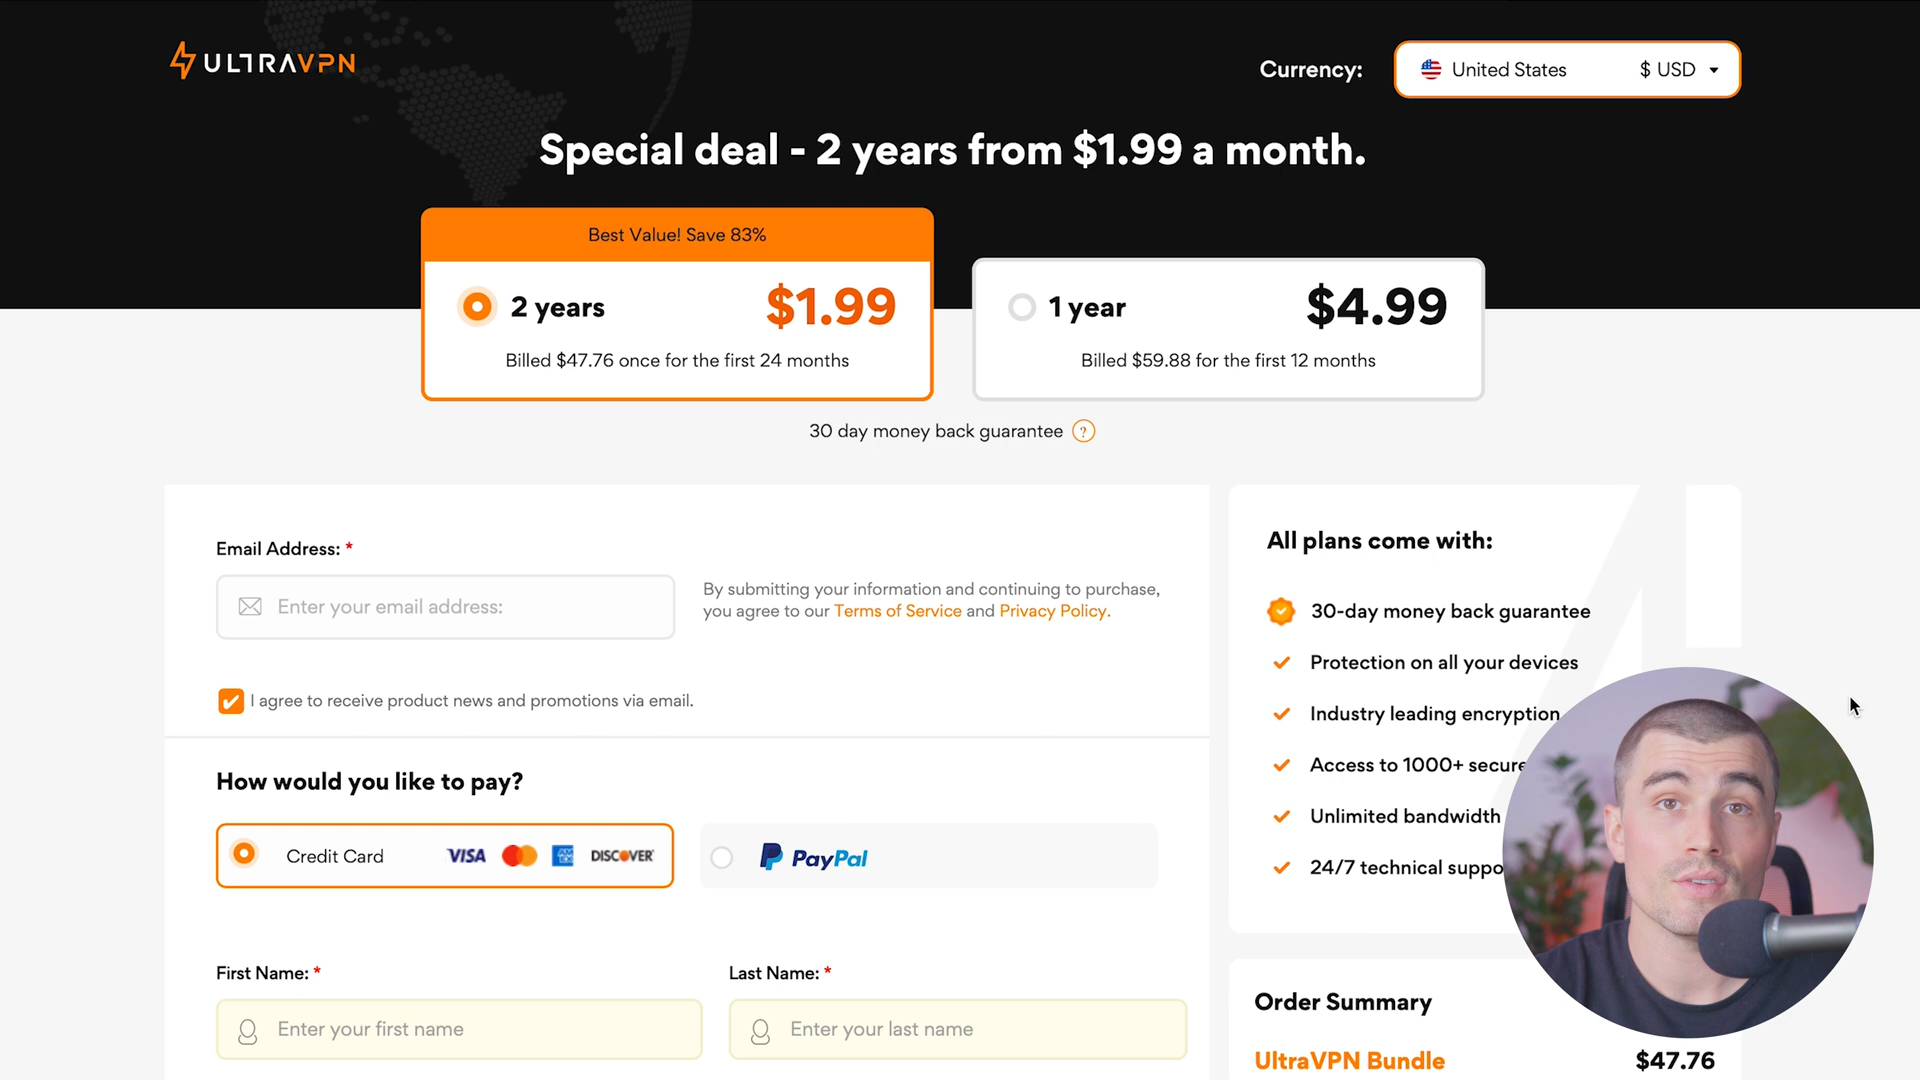 ULTRAVPN
Currency:
United States
$ USD
Special deal - 2 years from $1.99 a month.
Best Value! Save 83%
2 years
$1.99
Billed $47.76 once for the first 24 months
1 year
$4.99
Billed $59.88 for the first 12 months
30 day money back guarantee ?
Email Address: *
Enter your email address:
By submitting your information and continuing to purchase,
you agree to our Terms of Service and Privacy Policy.
I agree to receive product news and promotions via email.
How would you like to pay?
Credit Card
VISA
AM EX
DISCOVER
PayPal
First Name: *
Enter your first name
Last Name: *
Enter your last name
All plans come with:
30-day money back guarantee
Protection on all your devices
Industry leading encryption
Access to 1000+ secure
Unlimited bandwidth
24/7 technical suppo
Order Summary
UltraVPN Bundle
$47.76